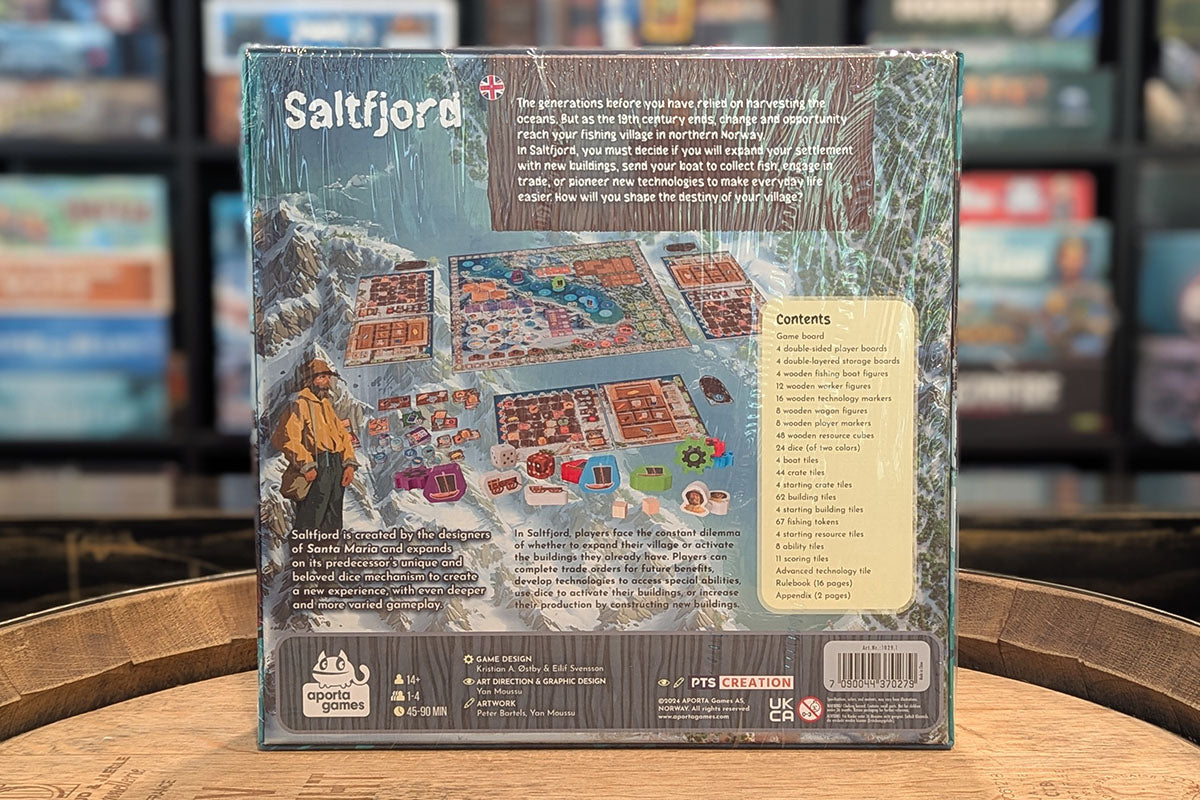 Saltfjord
The generations before you have relied on harvesting the
oceans. But as the 19th century ends, change and opportunity
reach your fishing village in northern Norway.
In Saltfjord, you must decide if you will expand your settlement
with new buildings, send your boat to collect fish, engage in
trade, or pioneer new technologies to make everyday life
easier. How will you shape the destiny of your village?
Contents
Game board
4 double-sided player boards
4 double-layered storage boards
4 wooden fishing boat figures
12 wooden worker figures
16 wooden technology markers
8 wooden wagon figures
8 wooden player markers
48 wooden resource cubes
24 dice (of two colors)
4 boat tiles
44 crate tiles
4 starting crate tiles
62 building tiles
4 starting building tiles
67 fishing tokens
4 starting resource tiles
8 ability tiles
11 scoring tiles
Advanced technology tile
Rulebook (16 pages)
Appendix (2 pages)
Saltfjord is created by the designers
of Santa Maria and expands
on its predecessor's unique and
beloved dice mechanism to create
a new experience, with even deeper
and more varied gameplay.
In Saltfjord, players face the constant dilemma
of whether to expand their village or activate
the buildings they already have. Players can
complete trade orders for future benefits,
develop technologies to access special abilities,
use dice to activate their buildings, or increase
their production by constructing new buildings.
aporta
games
14+
1-4
45-90 MIN
GAME DESIGN
Kristian A. Østby & Eilif Svensson
ART DIRECTION & GRAPHIC DESIGN
Yan Moussu
ARTWORK
Peter Bartels, Yan Moussu
PTS CREATION
©2024 APORTA Games AS,
NORWAY. All rights reserved
www.aportagames.com
UK
CA
Art.Nr.:1029.1
7 090044 370279